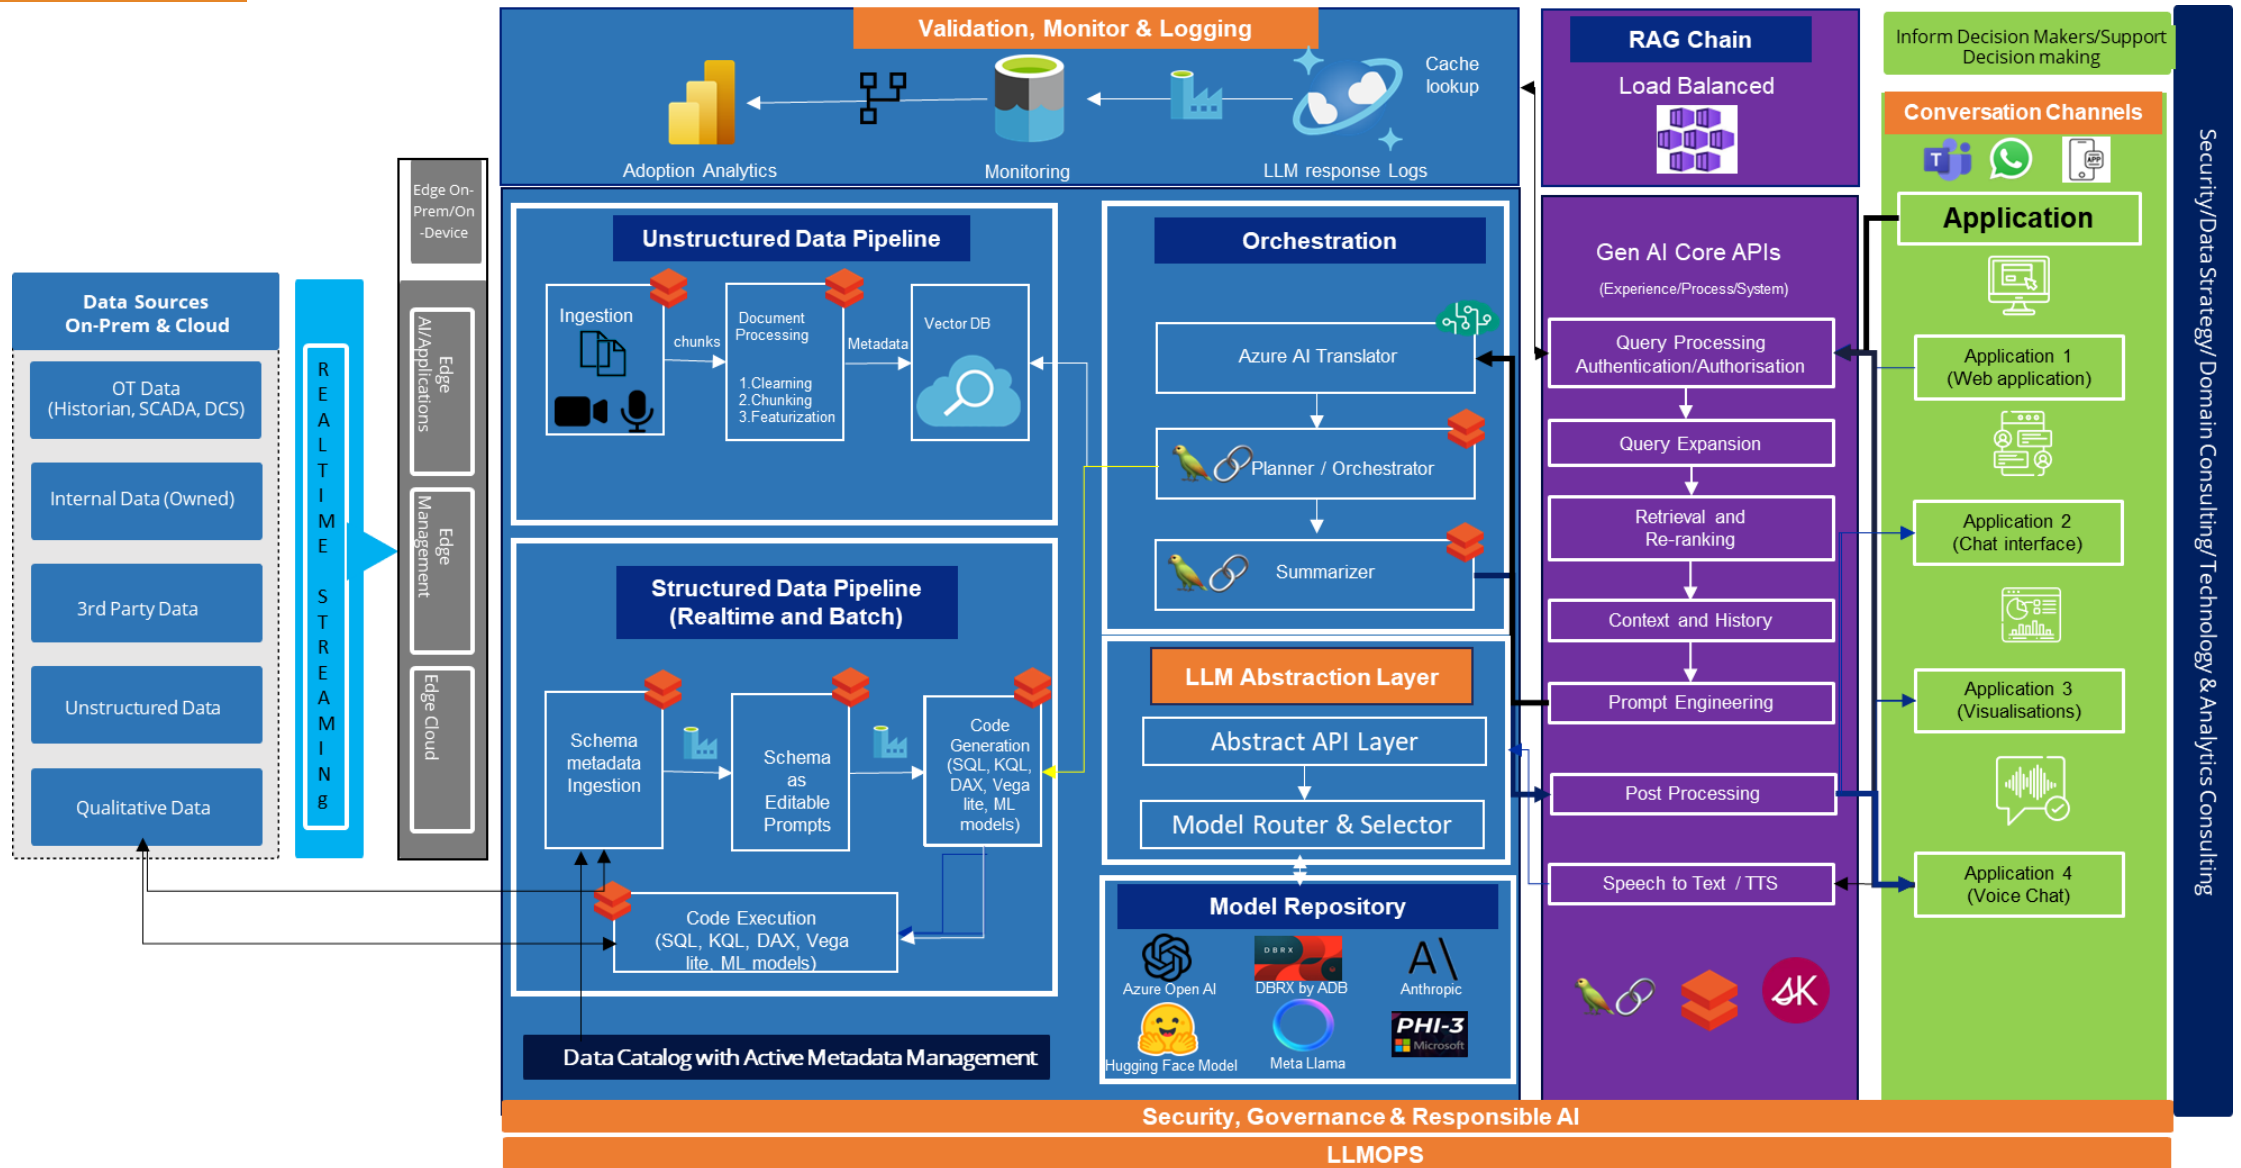 Validation, Monitor & Logging
Cache
lookup
Adoption Analytics
Monitoring
LLM response Logs
RAG Chain
Load Balanced
Inform Decision Makers/Support
Decision making
Conversation Channels
T
APP
Application
Application 1
(Web application)
Application 2
(Chat interface)
Application 3
(Visualisations)
Application 4
(Voice Chat)
Security/Data Strategy/ Domain Consulting/ Technology & Analytics Consulting
Data Sources
On-Prem & Cloud
OT Data
(Historian, SCADA, DCS)
Internal Data (Owned)
3rd Party Data
Unstructured Data
Qualitative Data
REALTIME STREAMINg
Edge On-
Prem/On
-Device
Edge
AI/Applications
Edge
Management
Edge Cloud
Unstructured Data Pipeline
Ingestion
chunks
Document
Processing
1.Clearning
2.Chunking
3.Featurization
Metadata
Vector DB
Structured Data Pipeline
(Realtime and Batch)
Schema
metadata
Ingestion
Schema
as
Editable
Prompts
Code
Generation
(SQL, KQL,
DAX, Vega
lite, ML
models)
Code Execution
(SQL, KQL, DAX, Vega
lite, ML models)
Data Catalog with Active Metadata Management
Orchestration
Azure AI Translator
Planner / Orchestrator
Summarizer
LLM Abstraction Layer
Abstract API Layer
Model Router & Selector
Model Repository
DBRX
A\
Azure Open AI
DBRX by ADB
Anthropic
PHI-3
Microsoft
Hugging Face Model
Meta Llama
Gen AI Core APIs
(Experience/Process/System)
Query Processing
Authentication/Authorisation
Query Expansion
Retrieval and
Re-ranking
Context and History
Prompt Engineering
Post Processing
Speech to Text / TTS
SK
Security, Governance & Responsible AI
LLMOPS